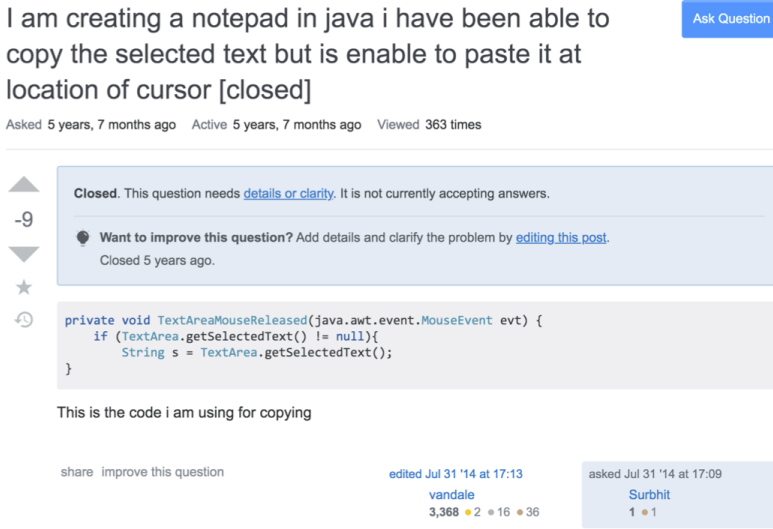 I am creating a notepad in java i have been able to
copy the selected text but is enable to paste it at
location of cursor [closed]
Ask Question
Asked 5 years, 7 months ago Active 5 years, 7 months ago Viewed 363 times
-9
Closed. This question needs details or clarity. It is not currently accepting answers.
Want to improve this question? Add details and clarify the problem by editing this post.
Closed 5 years ago.
private void TextAreaMouseReleased(java.awt.event.MouseEvent evt) {
    if (TextArea.getSelectedText() != null){
        String s = TextArea.getSelectedText();
}
This is the code i am using for copying
share improve this question
edited Jul 31 '14 at 17:13
vandale
3,368 2 16 36
asked Jul 31 '14 at 17:09
Surbhit
1 1